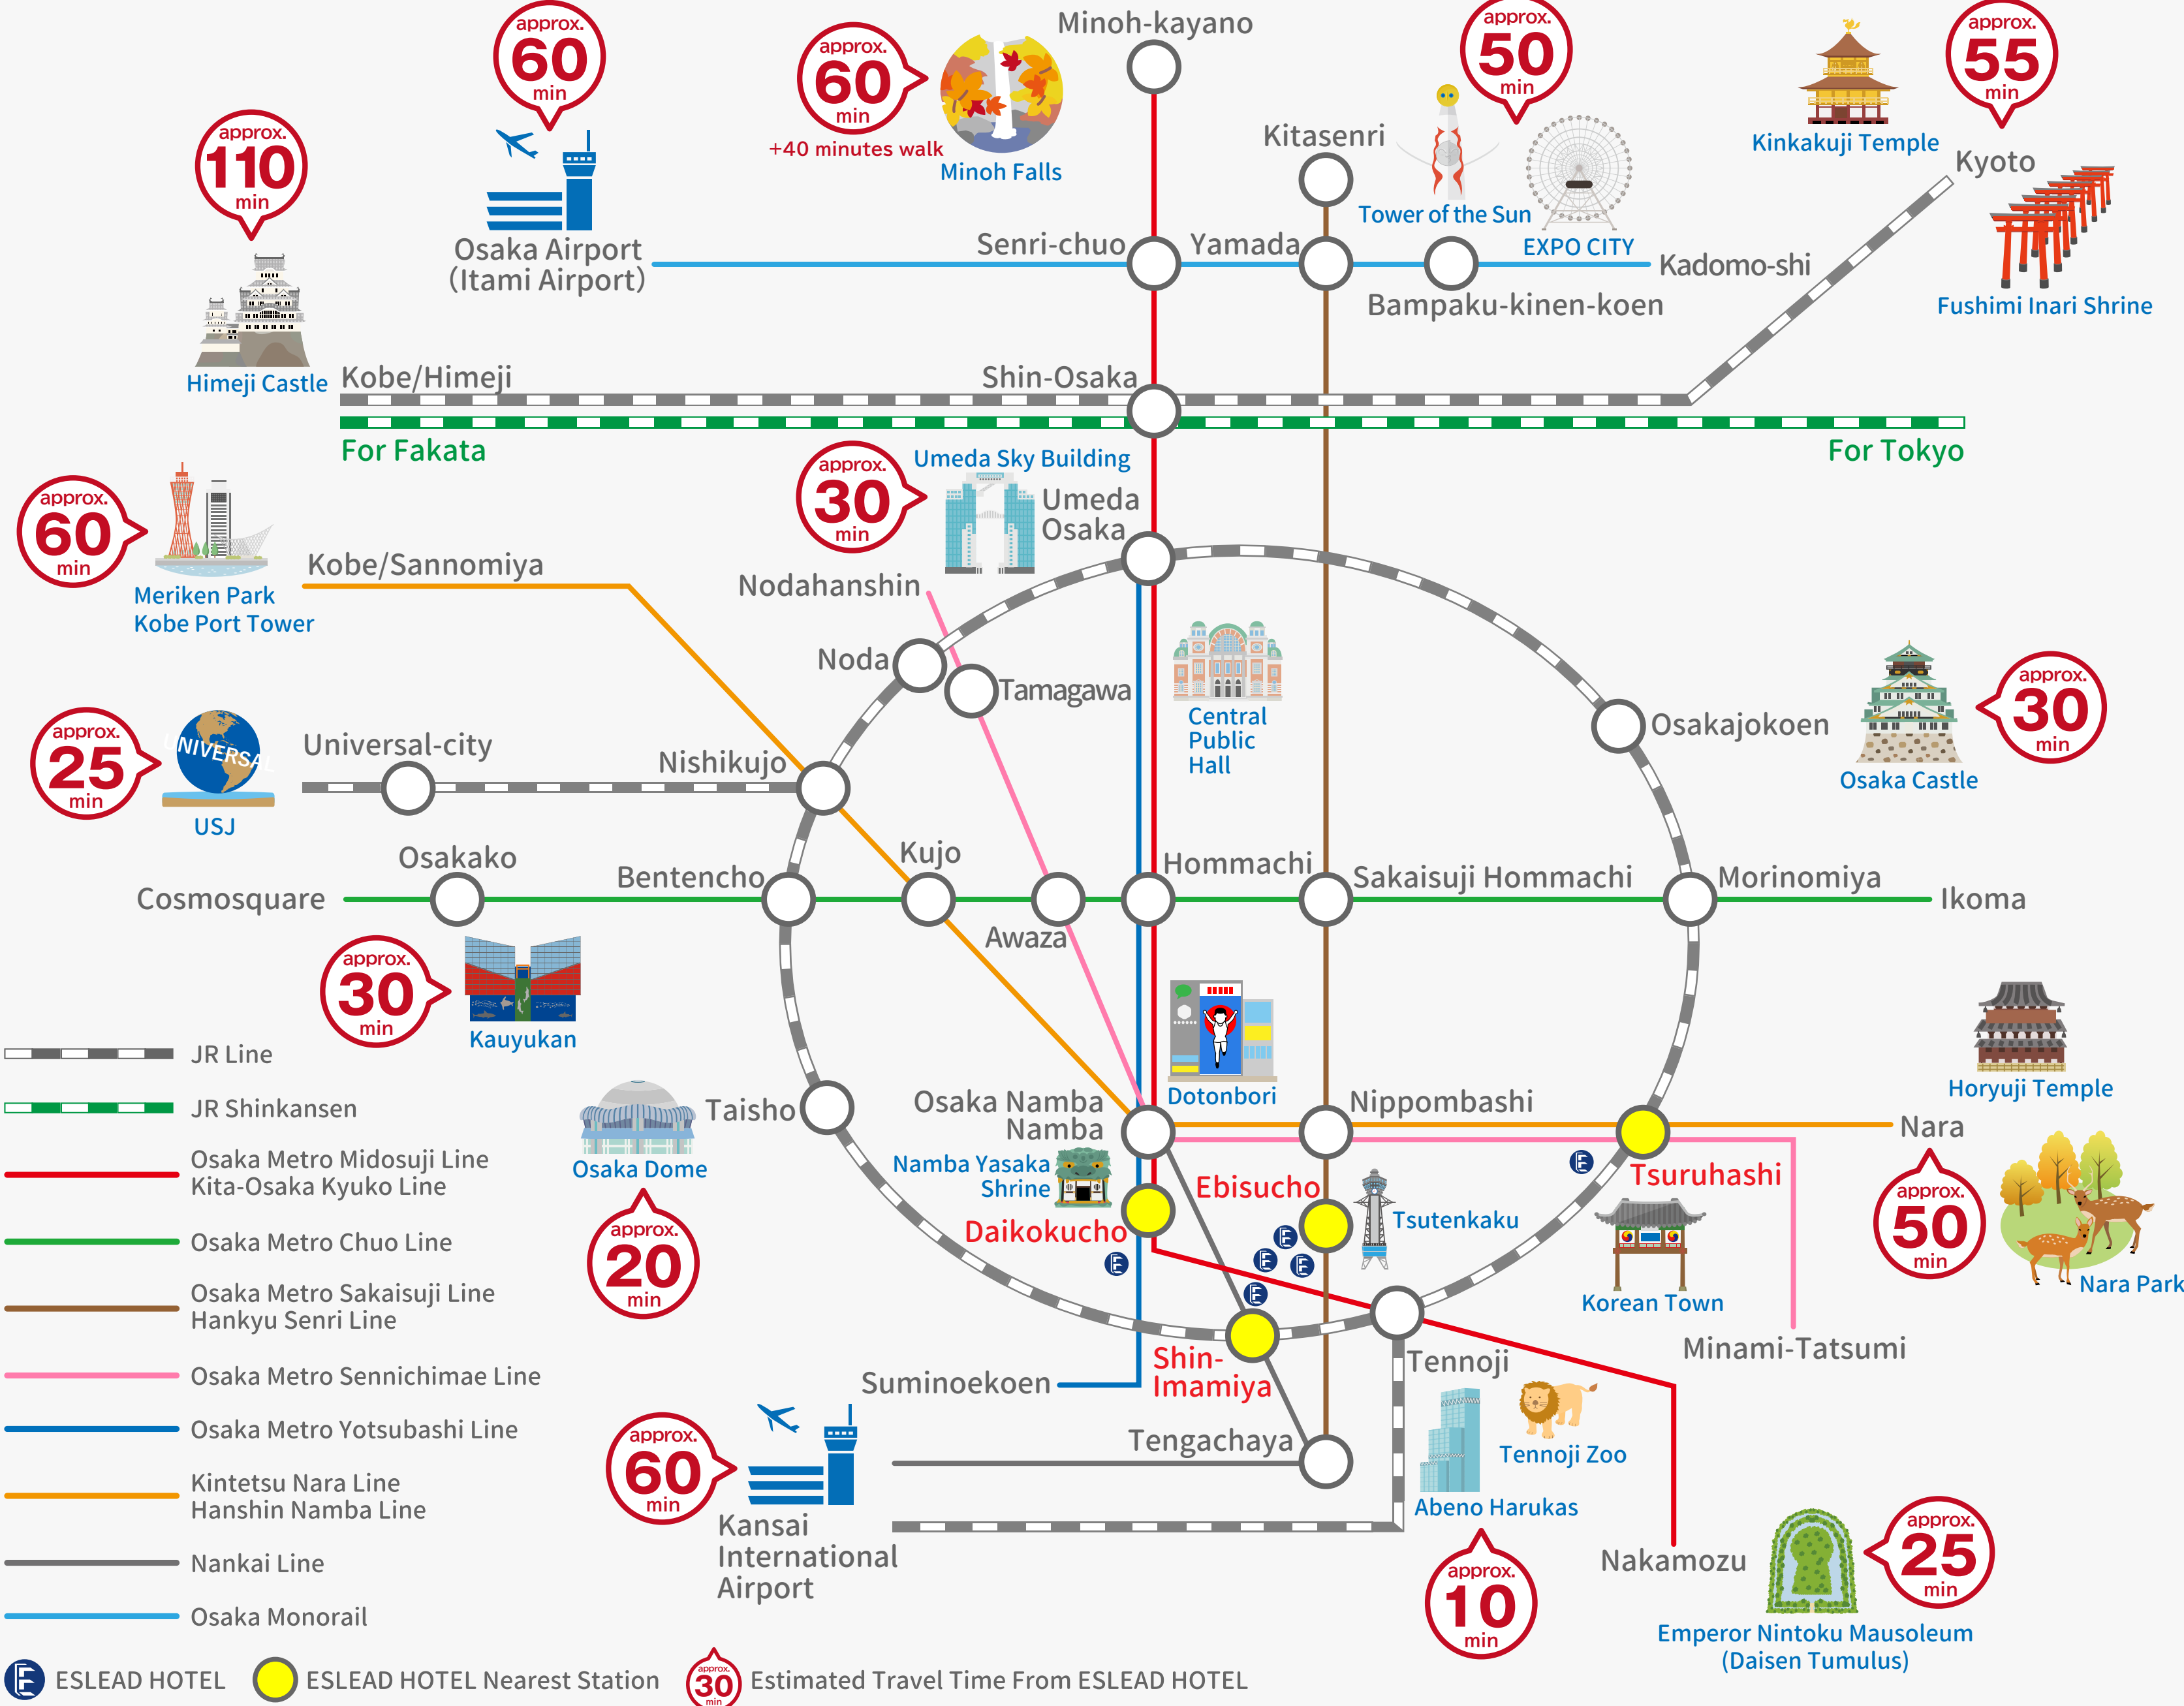 approx.
60
min
approx.
60
min
+40 minutes walk
Minoh Falls
Minoh-kayano
approx.
50
min
Kinkakuji Temple
approx.
55
min
Kyoto
approx.
110
min
Osaka Airport
(Itami Airport)
Kitasenri
Tower of the Sun
EXPO CITY
Senri-chuo
Yamada
Kadomo-shi
Bampaku-kinen-koen
Fushimi Inari Shrine
Himeji Castle
Kobe/Himeji
Shin-Osaka
For Fakata
For Tokyo
approx.
60
min
Meriken Park
Kobe Port Tower
Kobe/Sannomiya
approx.
30
min
Umeda Sky Building
Umeda
Osaka
Nodahanshin
Noda
Tamagawa
Central
Public
Hall
Osakajokoen
approx.
30
min
Osaka Castle
approx.
25
min
UNIVERSAL
USJ
Universal-city
Nishikujo
Osakako
Kujo
Hommachi
Cosmosquare
Bentencho
Sakaisuji Hommachi
Morinomiya
Ikoma
Awaza
approx.
30
min
Kauyukan
Dotonbori
Horyuji Temple
Osaka Dome
Taisho
Osaka Namba
Namba
Nippombashi
Nara
Namba Yasaka
Shrine
Daikokucho
Ebisucho
Tsutenkaku
Tsuruhashi
Korean Town
approx.
20
min
approx.
50
min
Nara Park
Minami-Tatsumi
Suminoekoen
Shin-
Imamiya
Tennoji
Tengachaya
Tennoji Zoo
Abeno Harukas
approx.
60
min
Kansai
International
Airport
approx.
10
min
Nakamozu
approx.
25
min
Emperor Nintoku Mausoleum
(Daisen Tumulus)
JR Line
JR Shinkansen
Osaka Metro Midosuji Line
Kita-Osaka Kyuko Line
Osaka Metro Chuo Line
Osaka Metro Sakaisuji Line
Hankyu Senri Line
Osaka Metro Sennichimae Line
Osaka Metro Yotsubashi Line
Kintetsu Nara Line
Hanshin Namba Line
Nankai Line
Osaka Monorail
ESLEAD HOTEL
ESLEAD HOTEL Nearest Station
approx.
30
min
Estimated Travel Time From ESLEAD HOTEL